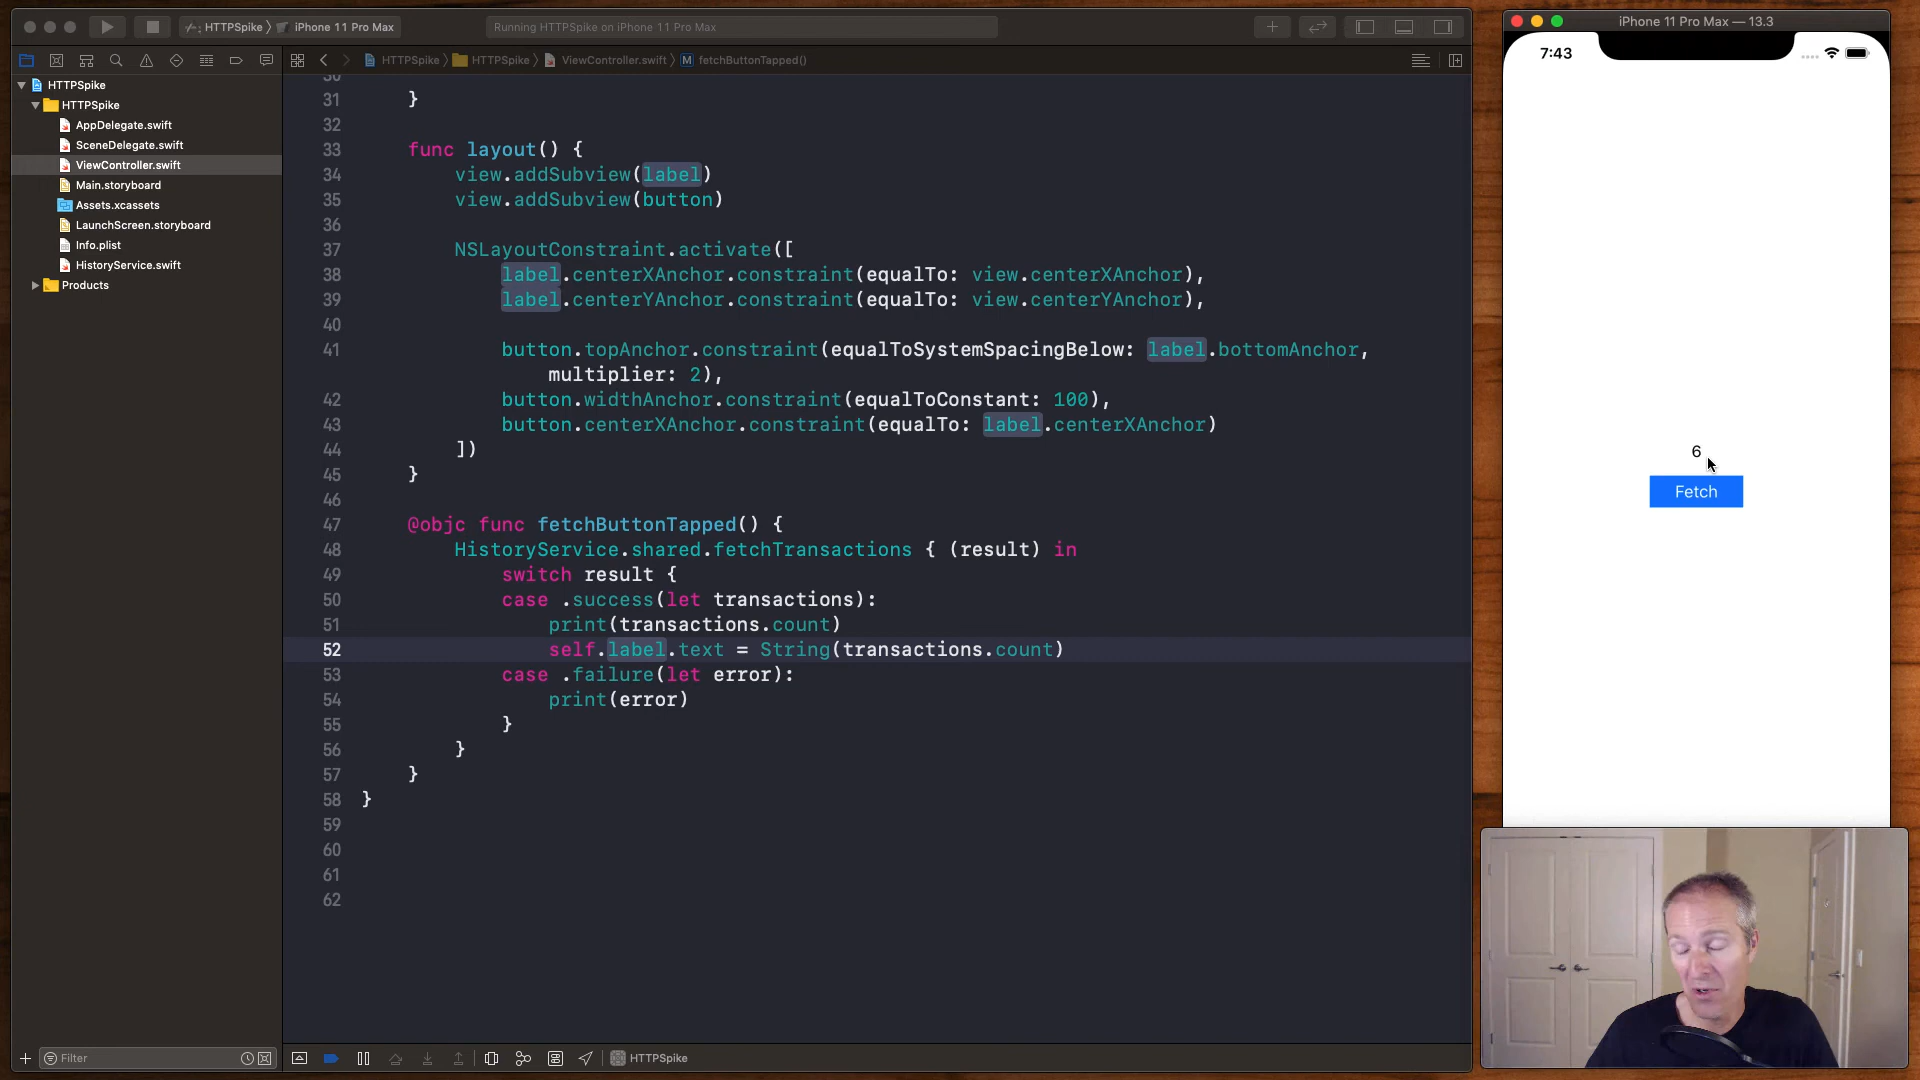 HTTPSpike
iPhone 11 Pro Max
Running HTTPSpike on iPhone 11 Pro Max
iPhone 11 Pro Max — 13.3
HTTPSpike
HTTPSpike
ViewController.swift
M
fetchButtonTapped()
7:43
HTTPSpike
HTTPSpike
AppDelegate.swift
SceneDelegate.swift
ViewController.swift
Main.storyboard
Assets.xcassets
LaunchScreen.storyboard
Info.plist
HistoryService.swift
Products
30
31 }
32
33 func layout() {
34 view.addSubview(label)
35 view.addSubview(button)
36
37 NSLayoutConstraint.activate([
38 label.centerXAnchor.constraint(equalTo: view.centerXAnchor),
39 label.centerYAnchor.constraint(equalTo: view.centerYAnchor),
40
41 button.topAnchor.constraint(equalToSystemSpacingBelow: label.bottomAnchor,
multiplier: 2),
42 button.widthAnchor.constraint(equalToConstant: 100),
43 button.centerXAnchor.constraint(equalTo: label.centerXAnchor)
44 ])
45 }
46
47 @objc func fetchButtonTapped() {
48 HistoryService.shared.fetchTransactions { (result) in
49 switch result {
50 case .success(let transactions):
51 print(transactions.count)
52 self.label.text = String(transactions.count)
53 case .failure(let error):
54 print(error)
55 }
56 }
57 }
58 }
59
60
61
62
6
Fetch
Filter
HTTPSpike